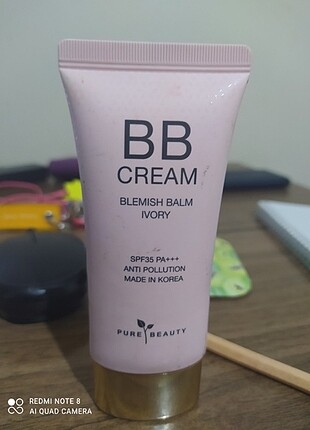 BB
CREAM
BLEMISH BALM
IVORY
SPF35 PA+++
ANTI POLLUTION
MADE IN KOREA
PURE BEAUTY
REDMI NOTE 8
AI QUAD CAMERA